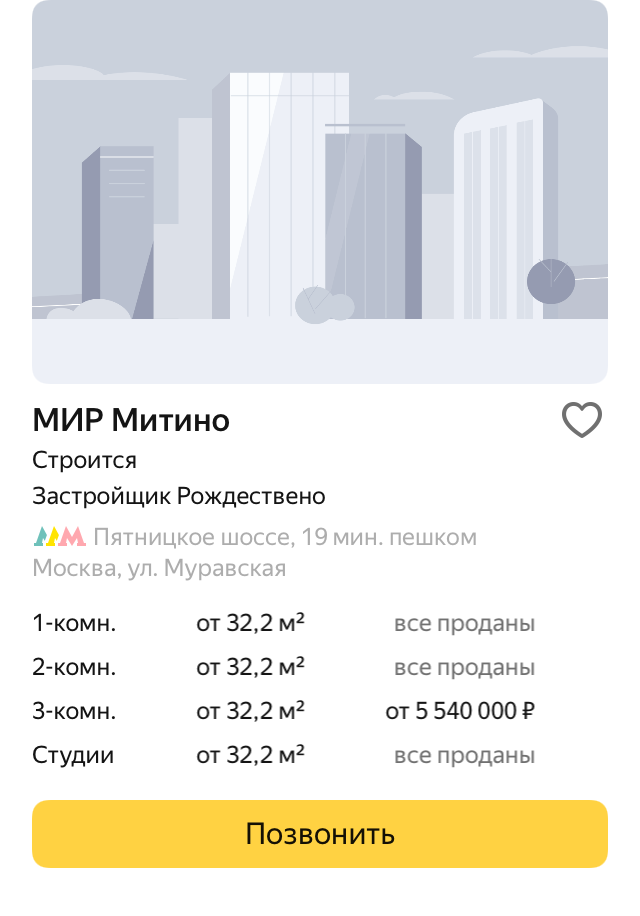 МИР Митино
Строится
Застройщик Рождествено
Пятницкое шоссе, 19 мин. пешком
Москва, ул. Муравская
1-комн. от 32,2 м² все проданы
2-комн. от 32,2 м² все проданы
3-комн. от 32,2 м² от 5 540 000 ₽
Студии от 32,2 м² все проданы
Позвонить